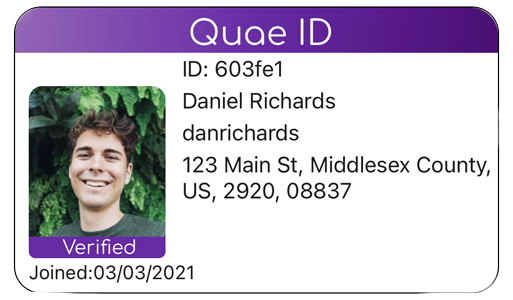 Quae ID
ID: 603fe1
Daniel Richards
danrichards
123 Main St, Middlesex County,
US, 2920, 08837
Verified
Joined:03/03/2021